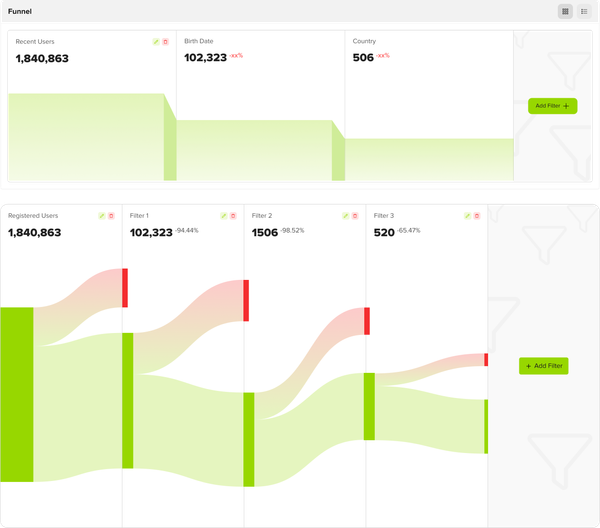 Funnel
Recent Users
1,840,863
Birth Date
102,323 -xx%
Country
506 -xx%
Add Filter +
Registered Users
1,840,863
Filter 1
102,323 -94.44%
Filter 2
1506 -98.52%
Filter 3
520 -65.47%
+ Add Filter